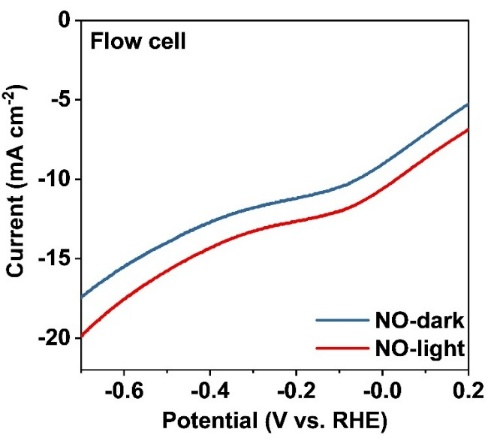 Flow cell
0
-5
-10
-15
-20
Current (mA cm⁻²)
NO-dark
NO-light
-0.6 -0.4 -0.2 -0.0 0.2
Potential (V vs. RHE)